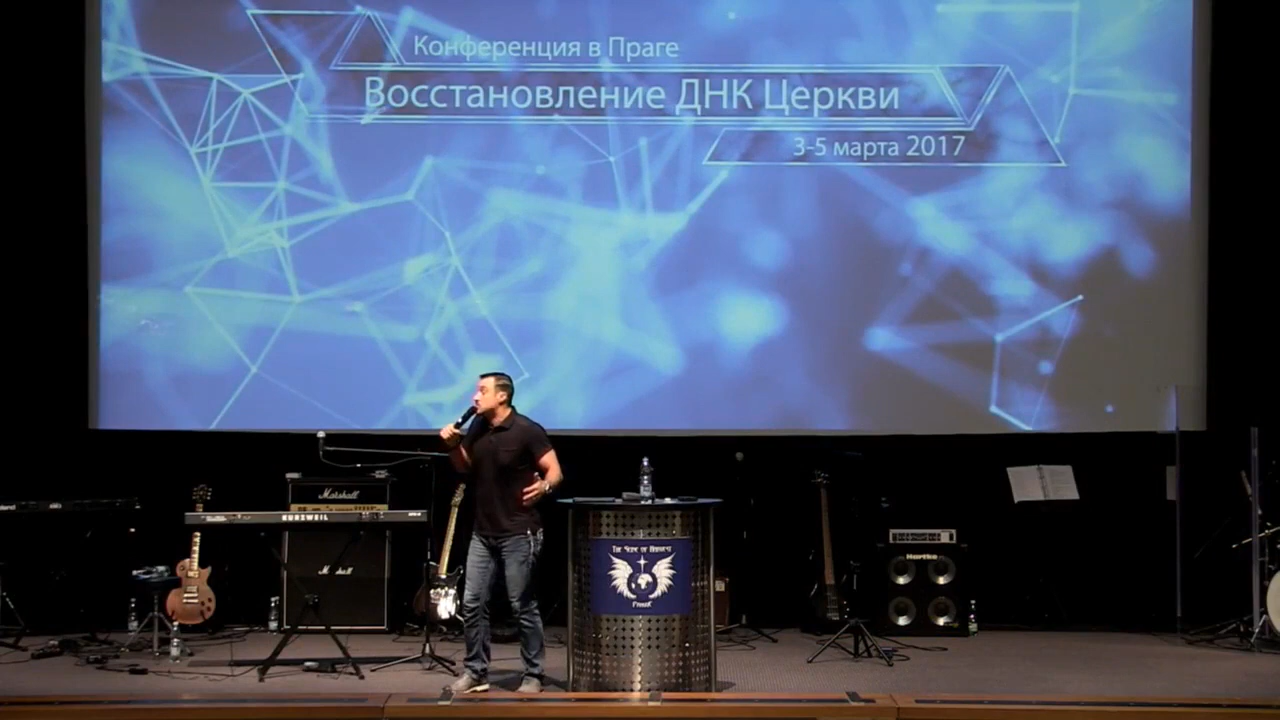 Конференция в Праге
Восстановление ДНК Церкви
3-5 марта 2017
Marshall
KURZWEIL
Marshall
Hartke